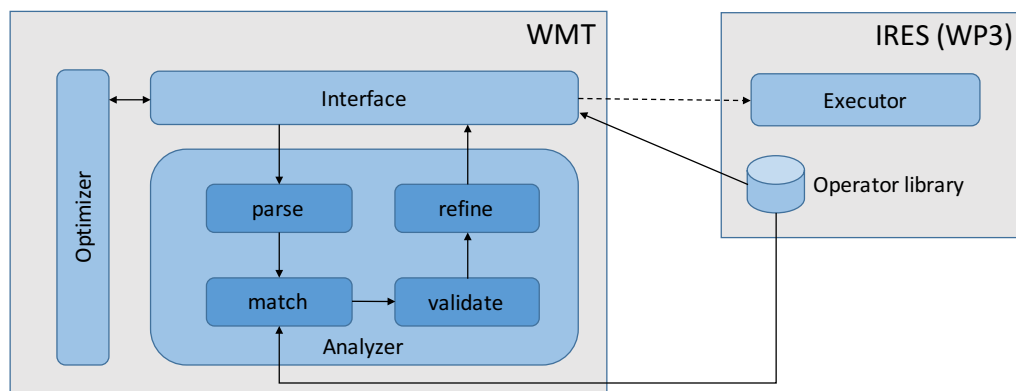 WMT
IRES (WP3)
Interface
Executor
Optimizer
Operator library
parse
refine
match
validate
Analyzer